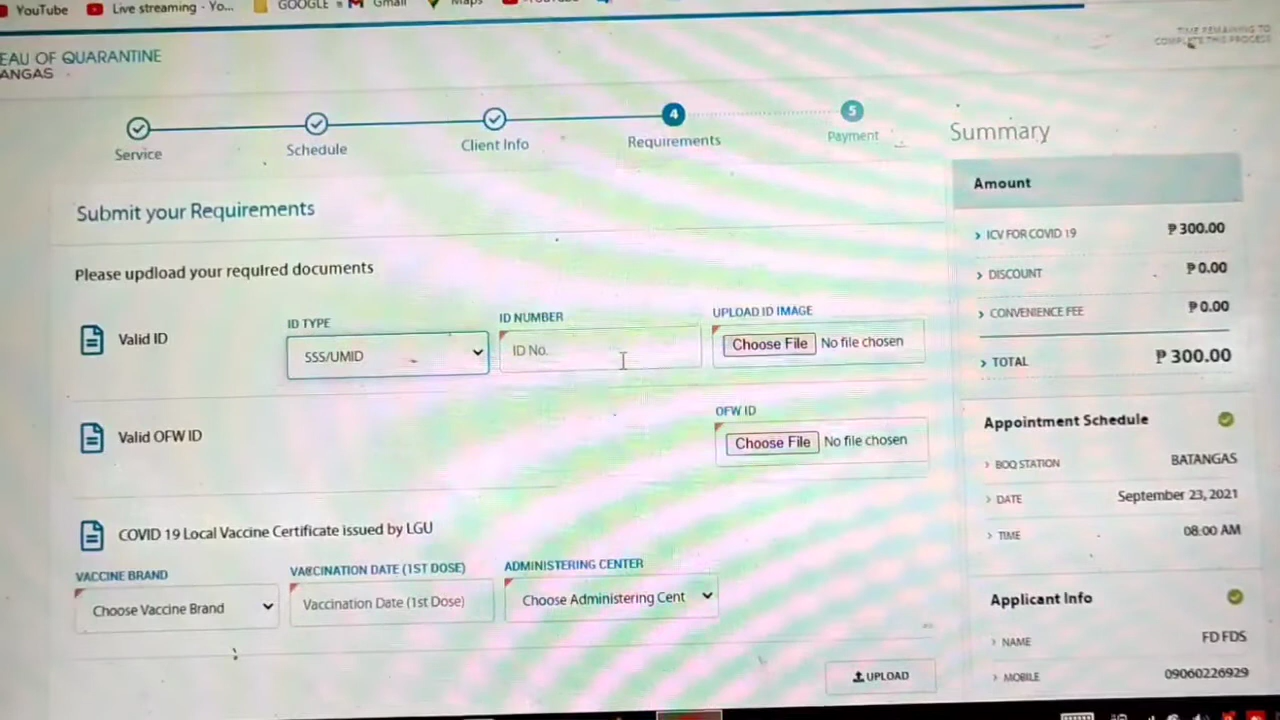 YouTube
Live streaming - Yo...
GOOGLE =
Gmail
Maps
EAU OF QUARANTINE
ANGAS
TIME REMAINING TO
COMPLETE THIS PROCESS
4
5
Service
Schedule
Client Info
Requirements
Payment
Summary
Submit your Requirements
Please updload your required documents
Valid ID
ID TYPE
SSS/UMID
ID NUMBER
ID No.
UPLOAD ID IMAGE
Choose File No file chosen
Valid OFW ID
OFW ID
Choose File No file chosen
COVID 19 Local Vaccine Certificate issued by LGU
VACCINE BRAND
Choose Vaccine Brand
VACCINATION DATE (1ST DOSE)
Vaccination Date (1st Dose)
ADMINISTERING CENTER
Choose Administering Cent
UPLOAD
Amount
ICV FOR COVID 19 ₱300.00
DISCOUNT ₱0.00
CONVENIENCE FEE ₱0.00
TOTAL ₱300.00
Appointment Schedule
BOQ STATION BATANGAS
DATE September 23, 2021
TIME 08:00 AM
Applicant Info
NAME FD FDS
MOBILE 09060226929